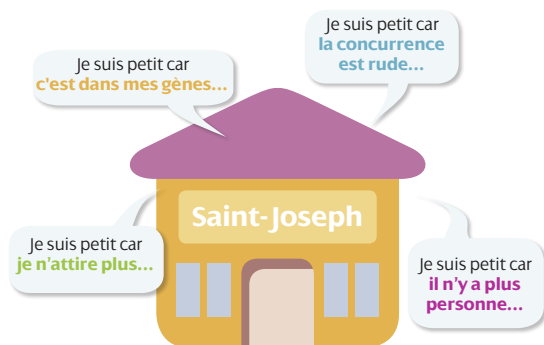 Je suis petit car
la concurrence
est rude...
Je suis petit car
c'est dans mes gènes...
Saint-Joseph
Je suis petit car
je n'attire plus...
Je suis petit car
il n'y a plus
personne...